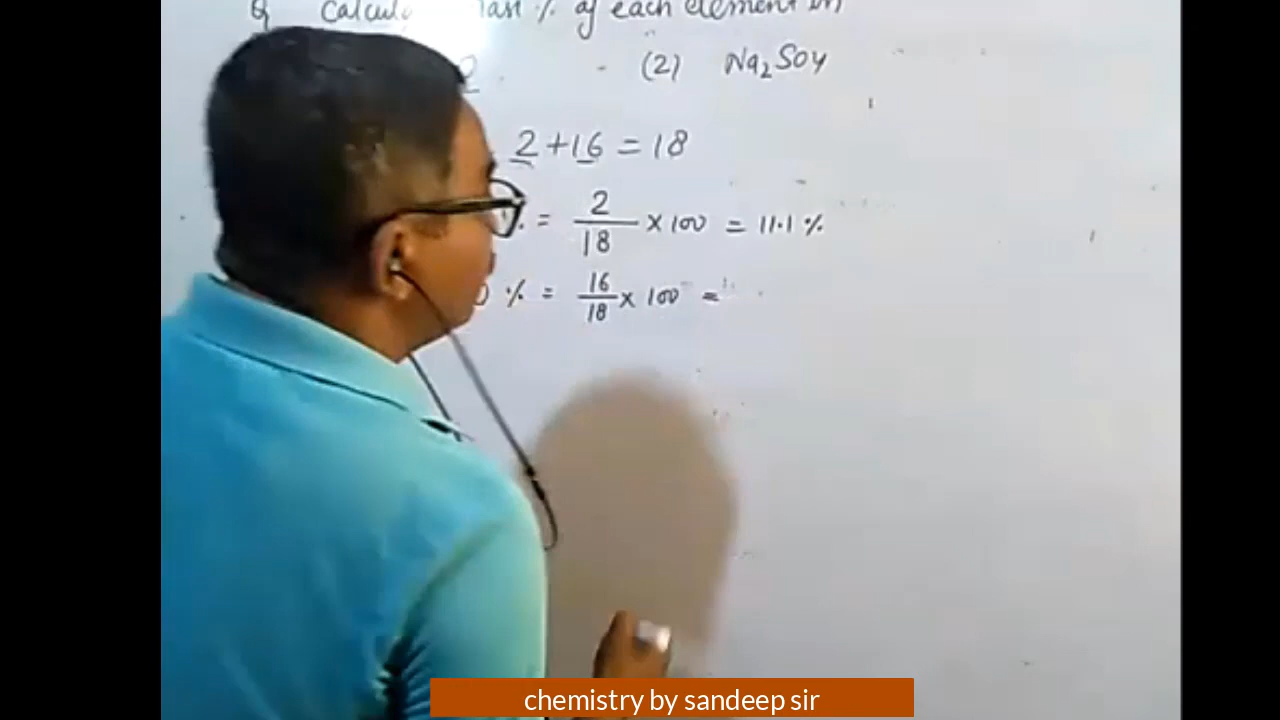 Q Calcu % of each element in
(2) Na2SO4
2+16 = 18
% = 2/18 x 100 = 11.1 %
% = 16/18 x 100 =
chemistry by sandeep sir